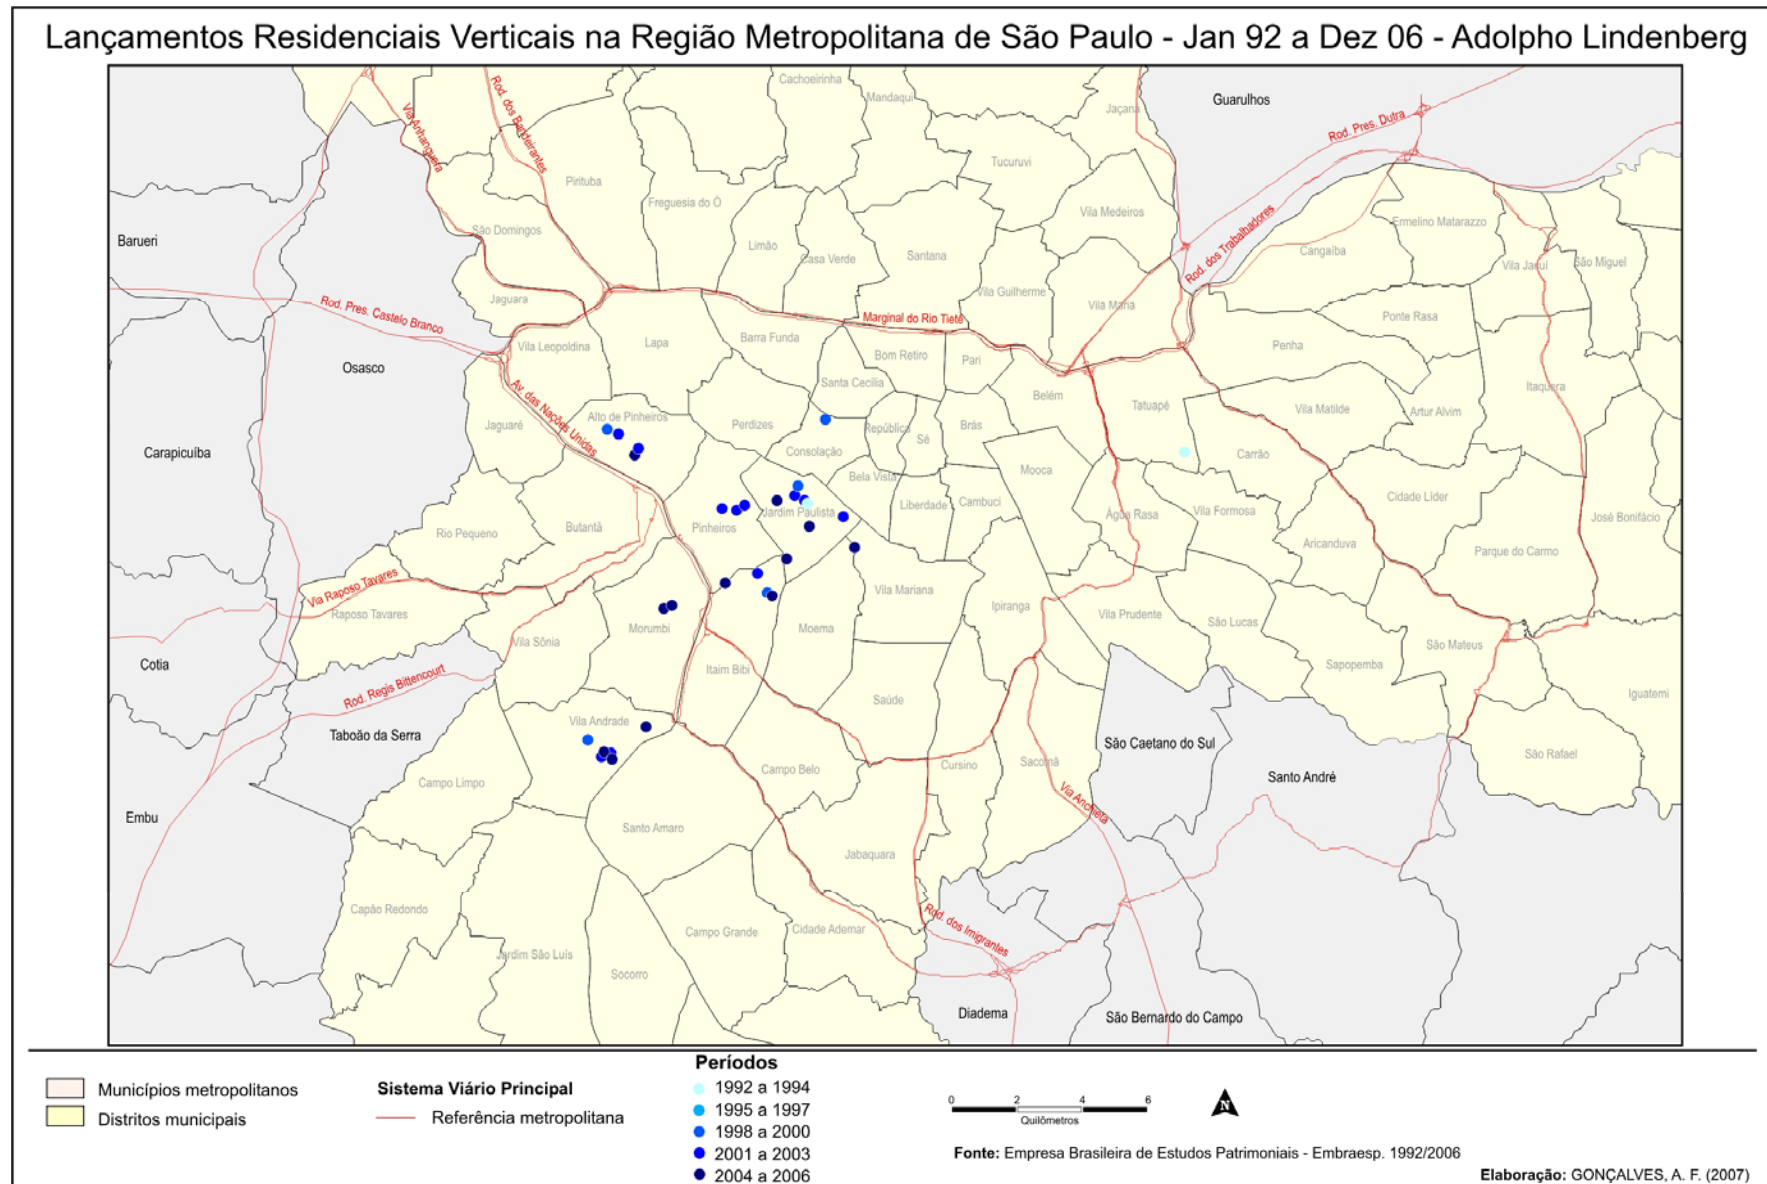 Lançamentos Residenciais Verticais na Região Metropolitana de São Paulo - Jan 92 a Dez 06 - Adolpho Lindenberg
Cachoeirinha
Mandaqui
Jaçanã
Guarulhos
Rod. Pres. Dutra
Via Anhanguera
Rod. dos Bandeirantes
Pirituba
Tucuruvi
Freguesia do Ó
Vila Medeiros
Ermelino Matarazzo
São Domingos
Barueri
Limão
Casa Verde
Santana
Rod. dos Trabalhadores
Cangaíba
Vila Jacuí
São Miguel
Jaguara
Vila Guilherme
Vila Maria
Rod. Pres. Castelo Branco
Marginal do Rio Tietê
Ponte Rasa
Vila Leopoldina
Lapa
Barra Funda
Bom Retiro
Pari
Penha
Osasco
Santa Cecília
Itaquera
Av. das Nações Unidas
Belém
Tatuapé
Vila Matilde
Artur Alvim
Alto de Pinheiros
Jaguaré
Perdizes
República
Sé
Brás
Carapicuíba
Consolação
Carrão
Bela Vista
Mooca
Cidade Líder
Liberdade
Cambuci
Jardim Paulista
Pinheiros
Butantã
Rio Pequeno
Água Rasa
Vila Formosa
José Bonifácio
Aricanduva
Parque do Carmo
Via Raposo Tavares
Raposo Tavares
Vila Mariana
Ipiranga
Vila Prudente
São Lucas
Morumbi
Moema
Vila Sônia
São Mateus
Cotia
Itaim Bibi
Sapopemba
Rod. Regis Bittencourt
Saúde
Iguatemi
Vila Andrade
Taboão da Serra
São Caetano do Sul
São Rafael
Campo Belo
Cursino
Sacomã
Santo André
Campo Limpo
Via Anchieta
Embu
Santo Amaro
Jabaquara
Capão Redondo
Rod. dos Imigrantes
Campo Grande
Cidade Ademar
Jardim São Luís
Socorro
Diadema
São Bernardo do Campo
Períodos
Municípios metropolitanos
Distritos municipais
Sistema Viário Principal
Referência metropolitana
1992 a 1994
1995 a 1997
1998 a 2000
2001 a 2003
2004 a 2006
0 2 4 6
Quilômetros
N
Fonte: Empresa Brasileira de Estudos Patrimoniais - Embraesp. 1992/2006
Elaboração: GONÇALVES, A. F. (2007)